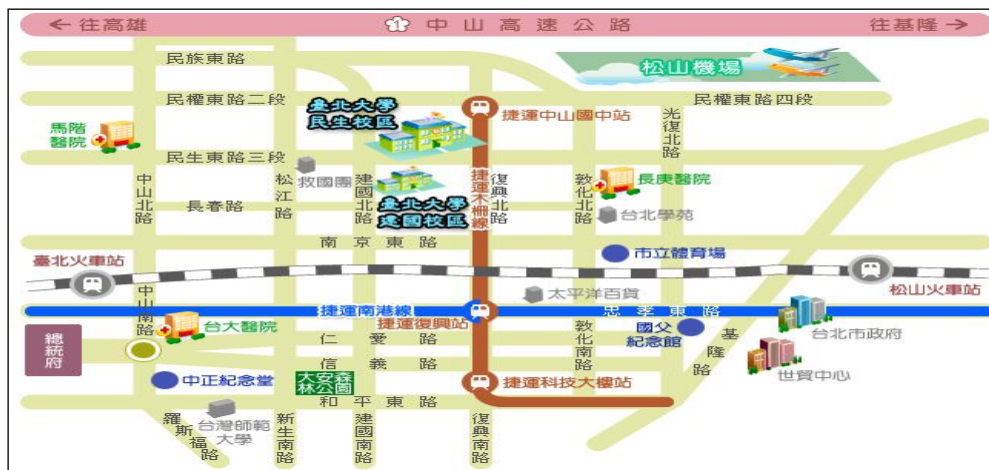 ←往高雄
1
中山高速公路
往基隆→
民族東路
松山機場
民權東路二段
臺北大學
民生校區
捷運中山國中站
民權東路四段
馬階
醫院
光復北路
民生東路三段
救國團
中山北路
松江路
建國北路
捷運木柵線
復興北路
敦化北路
長庚醫院
長春路
臺北大學
建國校區
台北學苑
南京東路
市立體育場
臺北火車站
松山火車站
太平洋百貨
中山南路
捷運南港線
忠孝東路
台大醫院
捷運復興站
國父
紀念館
台北市政府
總統府
仁愛路
敦化南路
基隆路
信義路
世貿中心
中正紀念堂
大安森
林公園
捷運科技大樓站
和平東路
台灣師範
大學
羅斯福路
新生南路
建國南路
復興南路